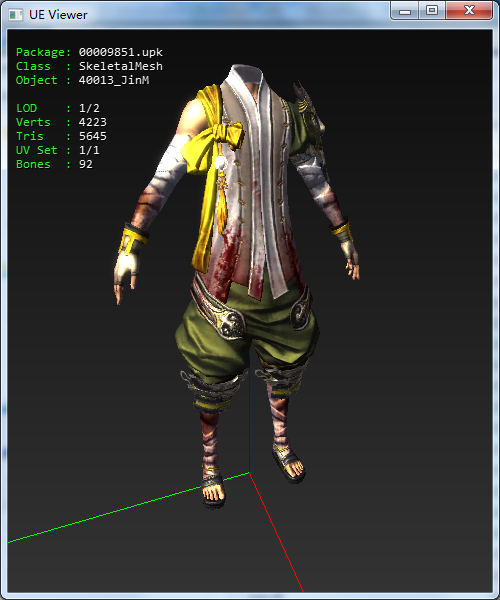 UE Viewer
Package: 00009851.upk
Class : SkeletalMesh
Object : 40013_JinM
LOD : 1/2
Verts : 4223
Tris : 5645
UV Set : 1/1
Bones : 92